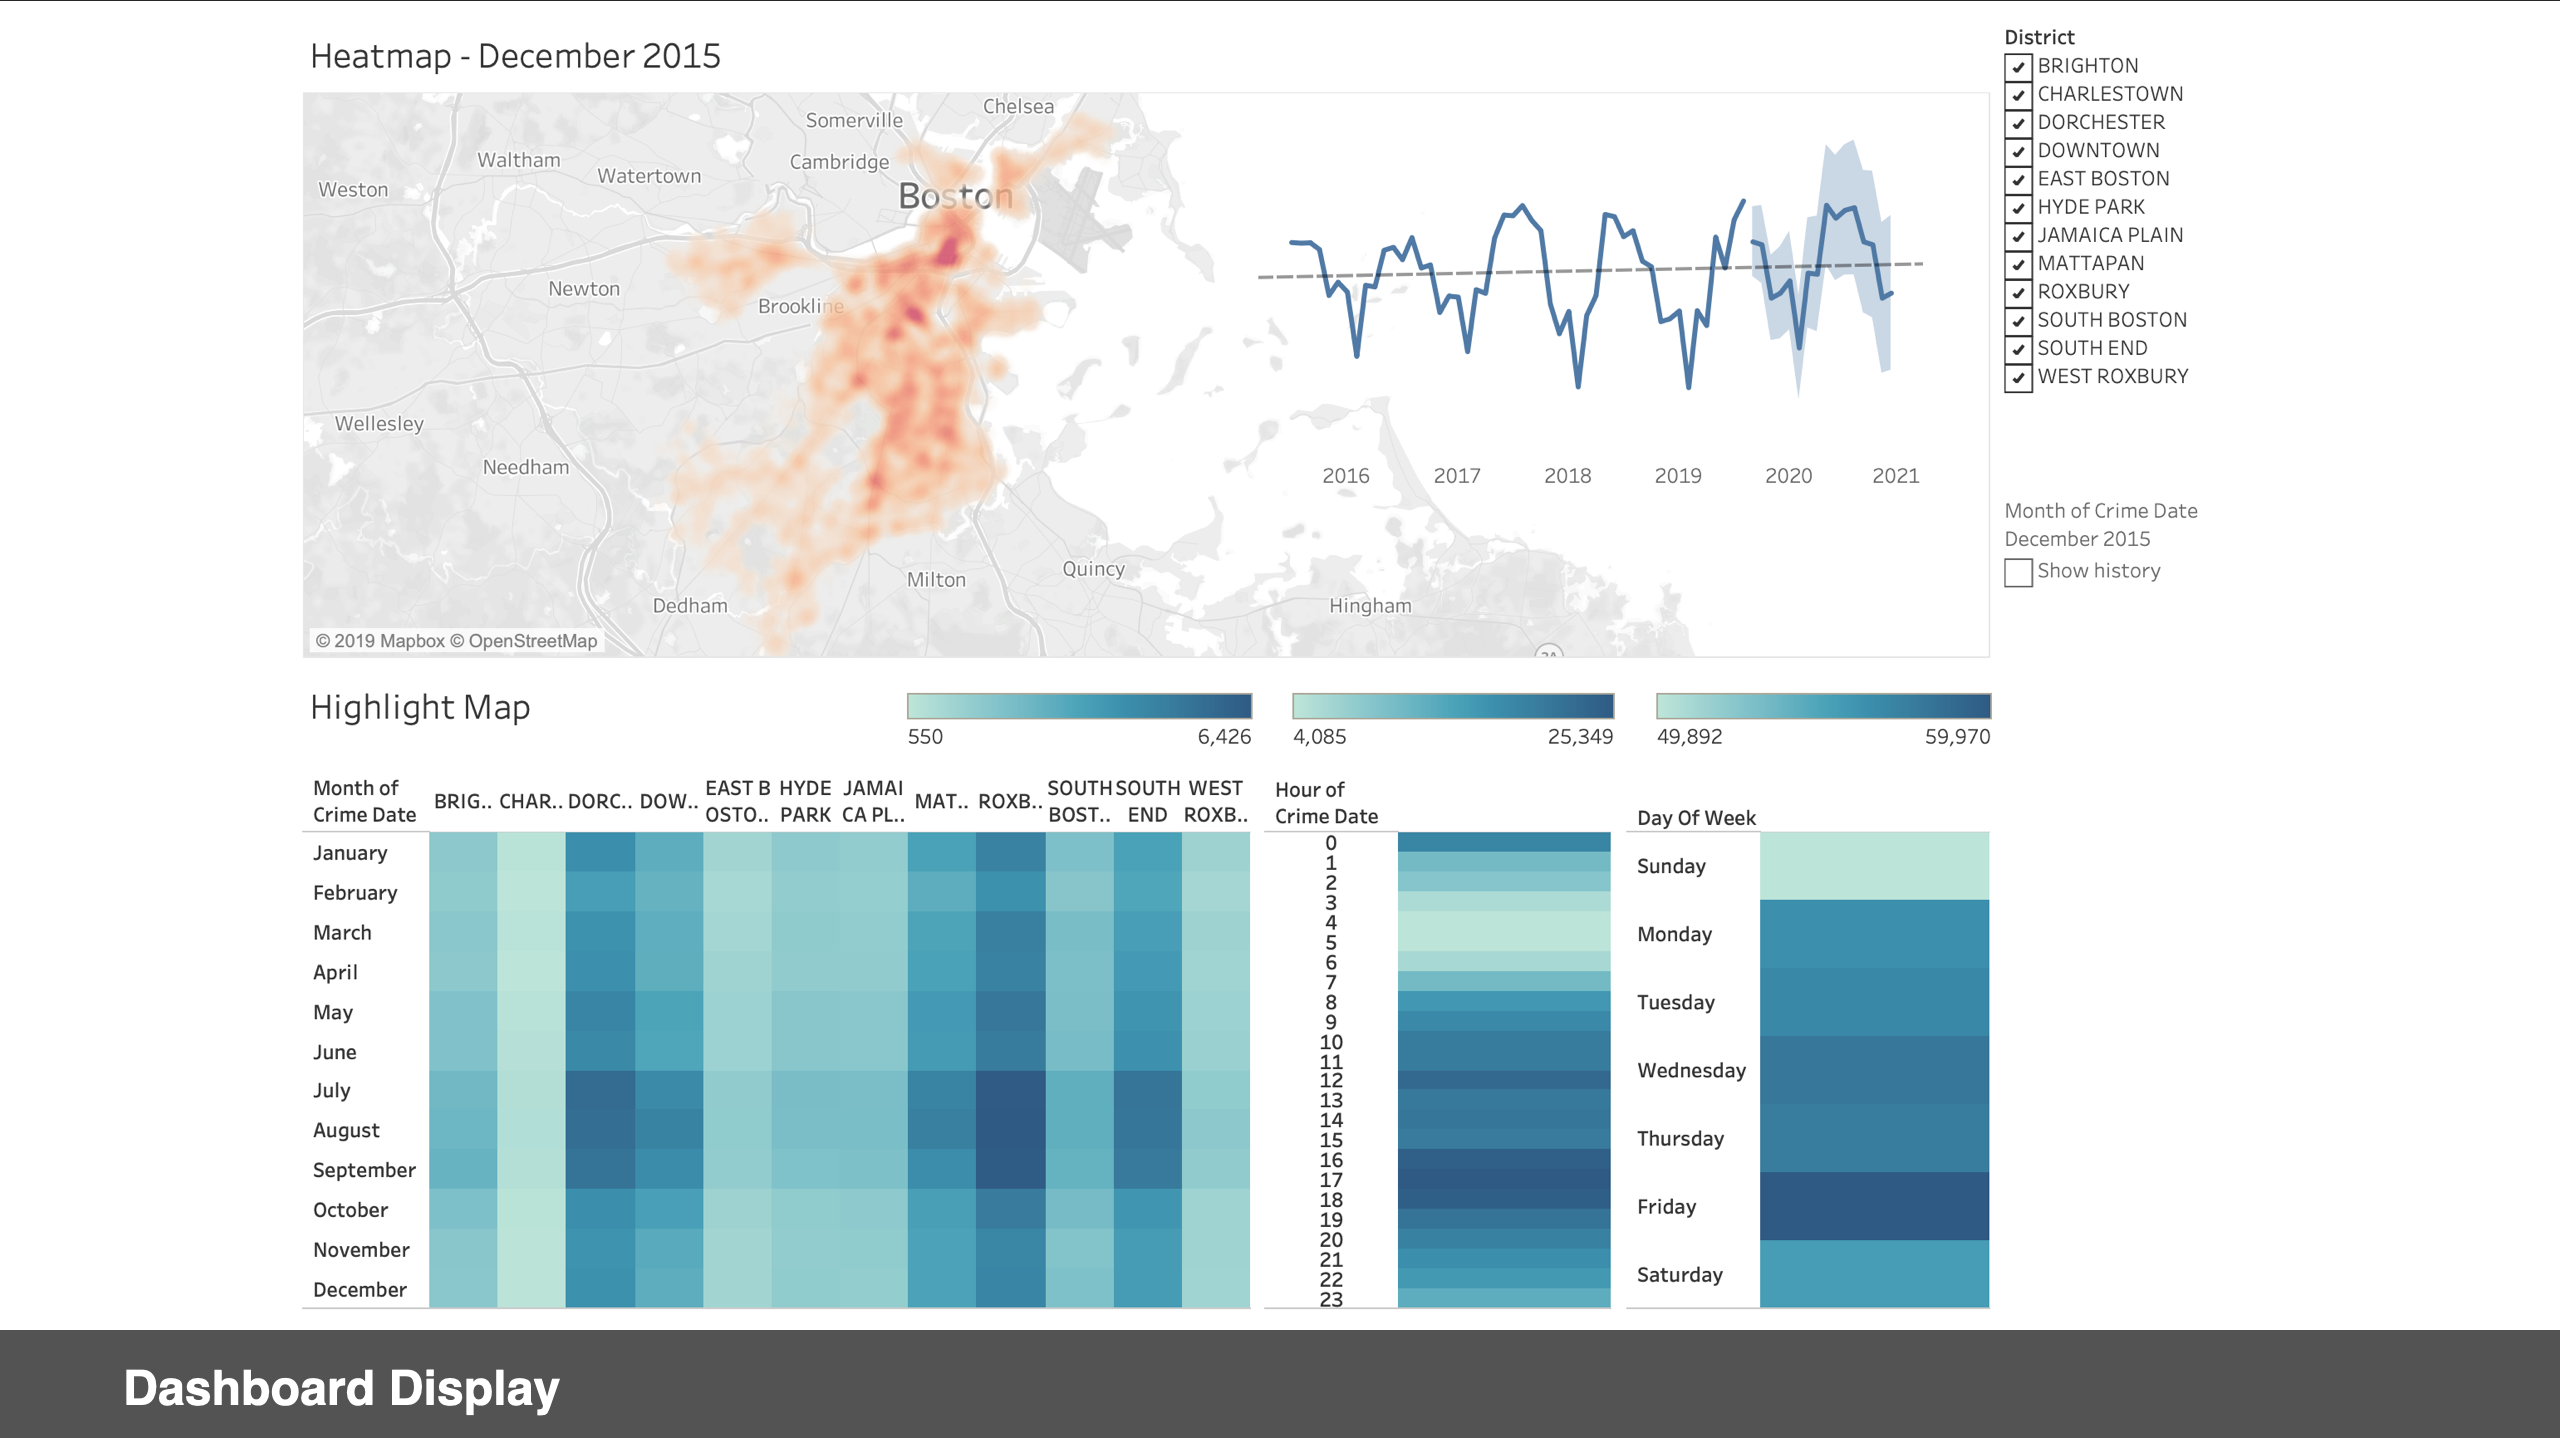 Heatmap - December 2015
Chelsea
Somerville
Waltham
Cambridge
Watertown
Weston
Boston
Newton
Brookline
Wellesley
Needham
Milton
Quincy
Dedham
Hingham
© 2019 Mapbox © OpenStreetMap
2016 2017 2018 2019 2020 2021
District
BRIGHTON
CHARLESTOWN
DORCHESTER
DOWNTOWN
EAST BOSTON
HYDE PARK
JAMAICA PLAIN
MATTAPAN
ROXBURY
SOUTH BOSTON
SOUTH END
WEST ROXBURY
Month of Crime Date
December 2015
Show history
Highlight Map
550 6,426
4,085 25,349
49,892 59,970
Month of
Crime Date
BRIG..
CHAR..
DORC..
DOW..
EAST B
OSTO..
HYDE
PARK
JAMAI
CA PL..
MAT..
ROXB..
SOUTH
BOST..
SOUTH
END
WEST
ROXB..
January
February
March
April
May
June
July
August
September
October
November
December
Hour of
Crime Date
0
1
2
3
4
5
6
7
8
9
10
11
12
13
14
15
16
17
18
19
20
21
22
23
Day Of Week
Sunday
Monday
Tuesday
Wednesday
Thursday
Friday
Saturday
Dashboard Display